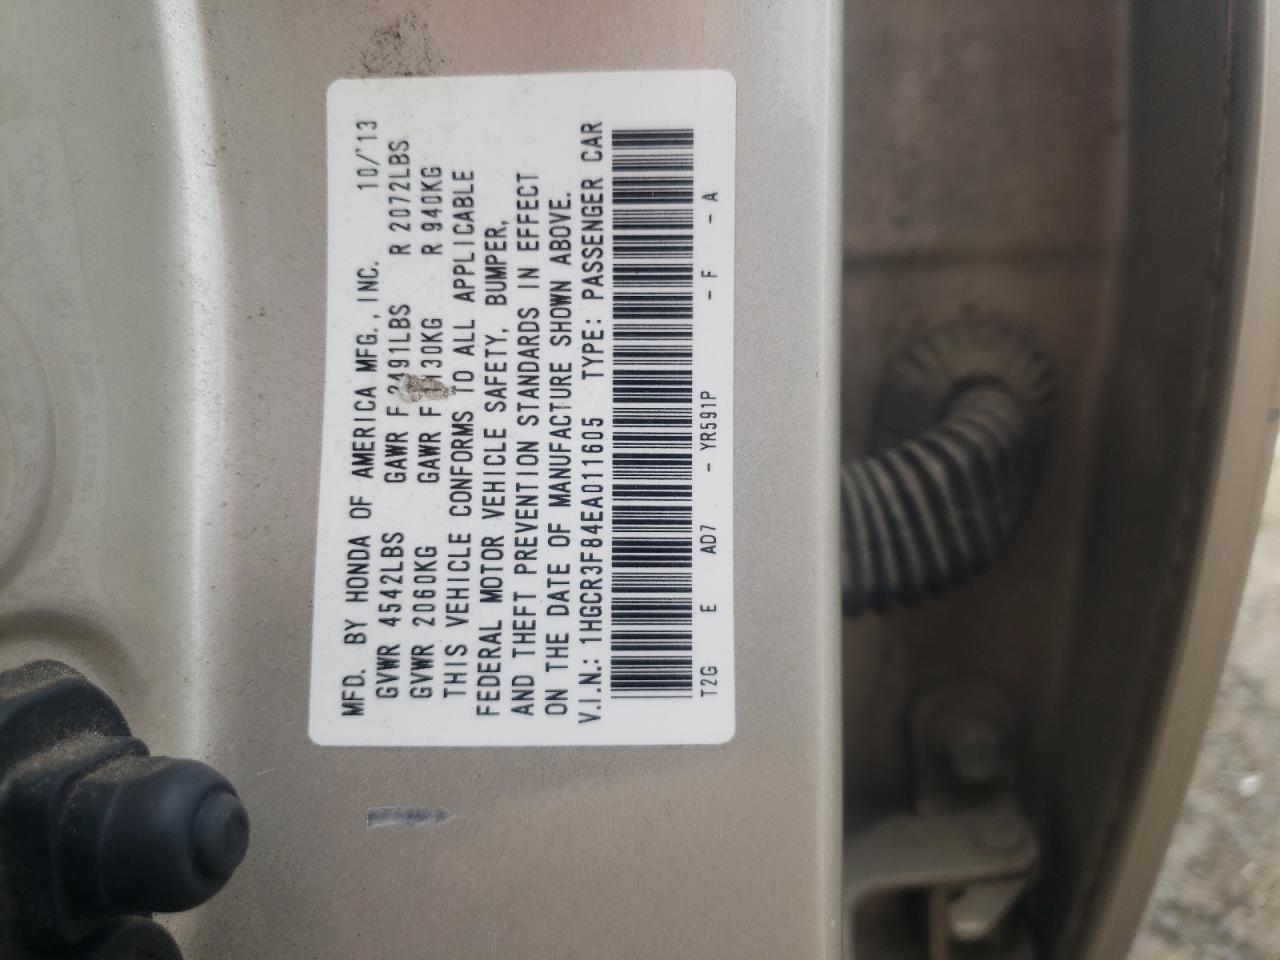 MFD. BY HONDA OF AMERICA MFG., INC. 10/'13
GVWR 4542LBS GAWR F 2491LBS R 2072LBS
GVWR 2060KG GAWR F R 940KG
THIS VEHICLE CONFORMS TO ALL APPLICABLE
FEDERAL MOTOR VEHICLE SAFETY, BUMPER,
AND THEFT PREVENTION STANDARDS IN EFFECT
ON THE DATE OF MANUFACTURE SHOWN ABOVE.
V.I.N.: 1HGCR3F84EA011605 TYPE: PASSENGER CAR
T2G E AD7 - YR591P - F - A